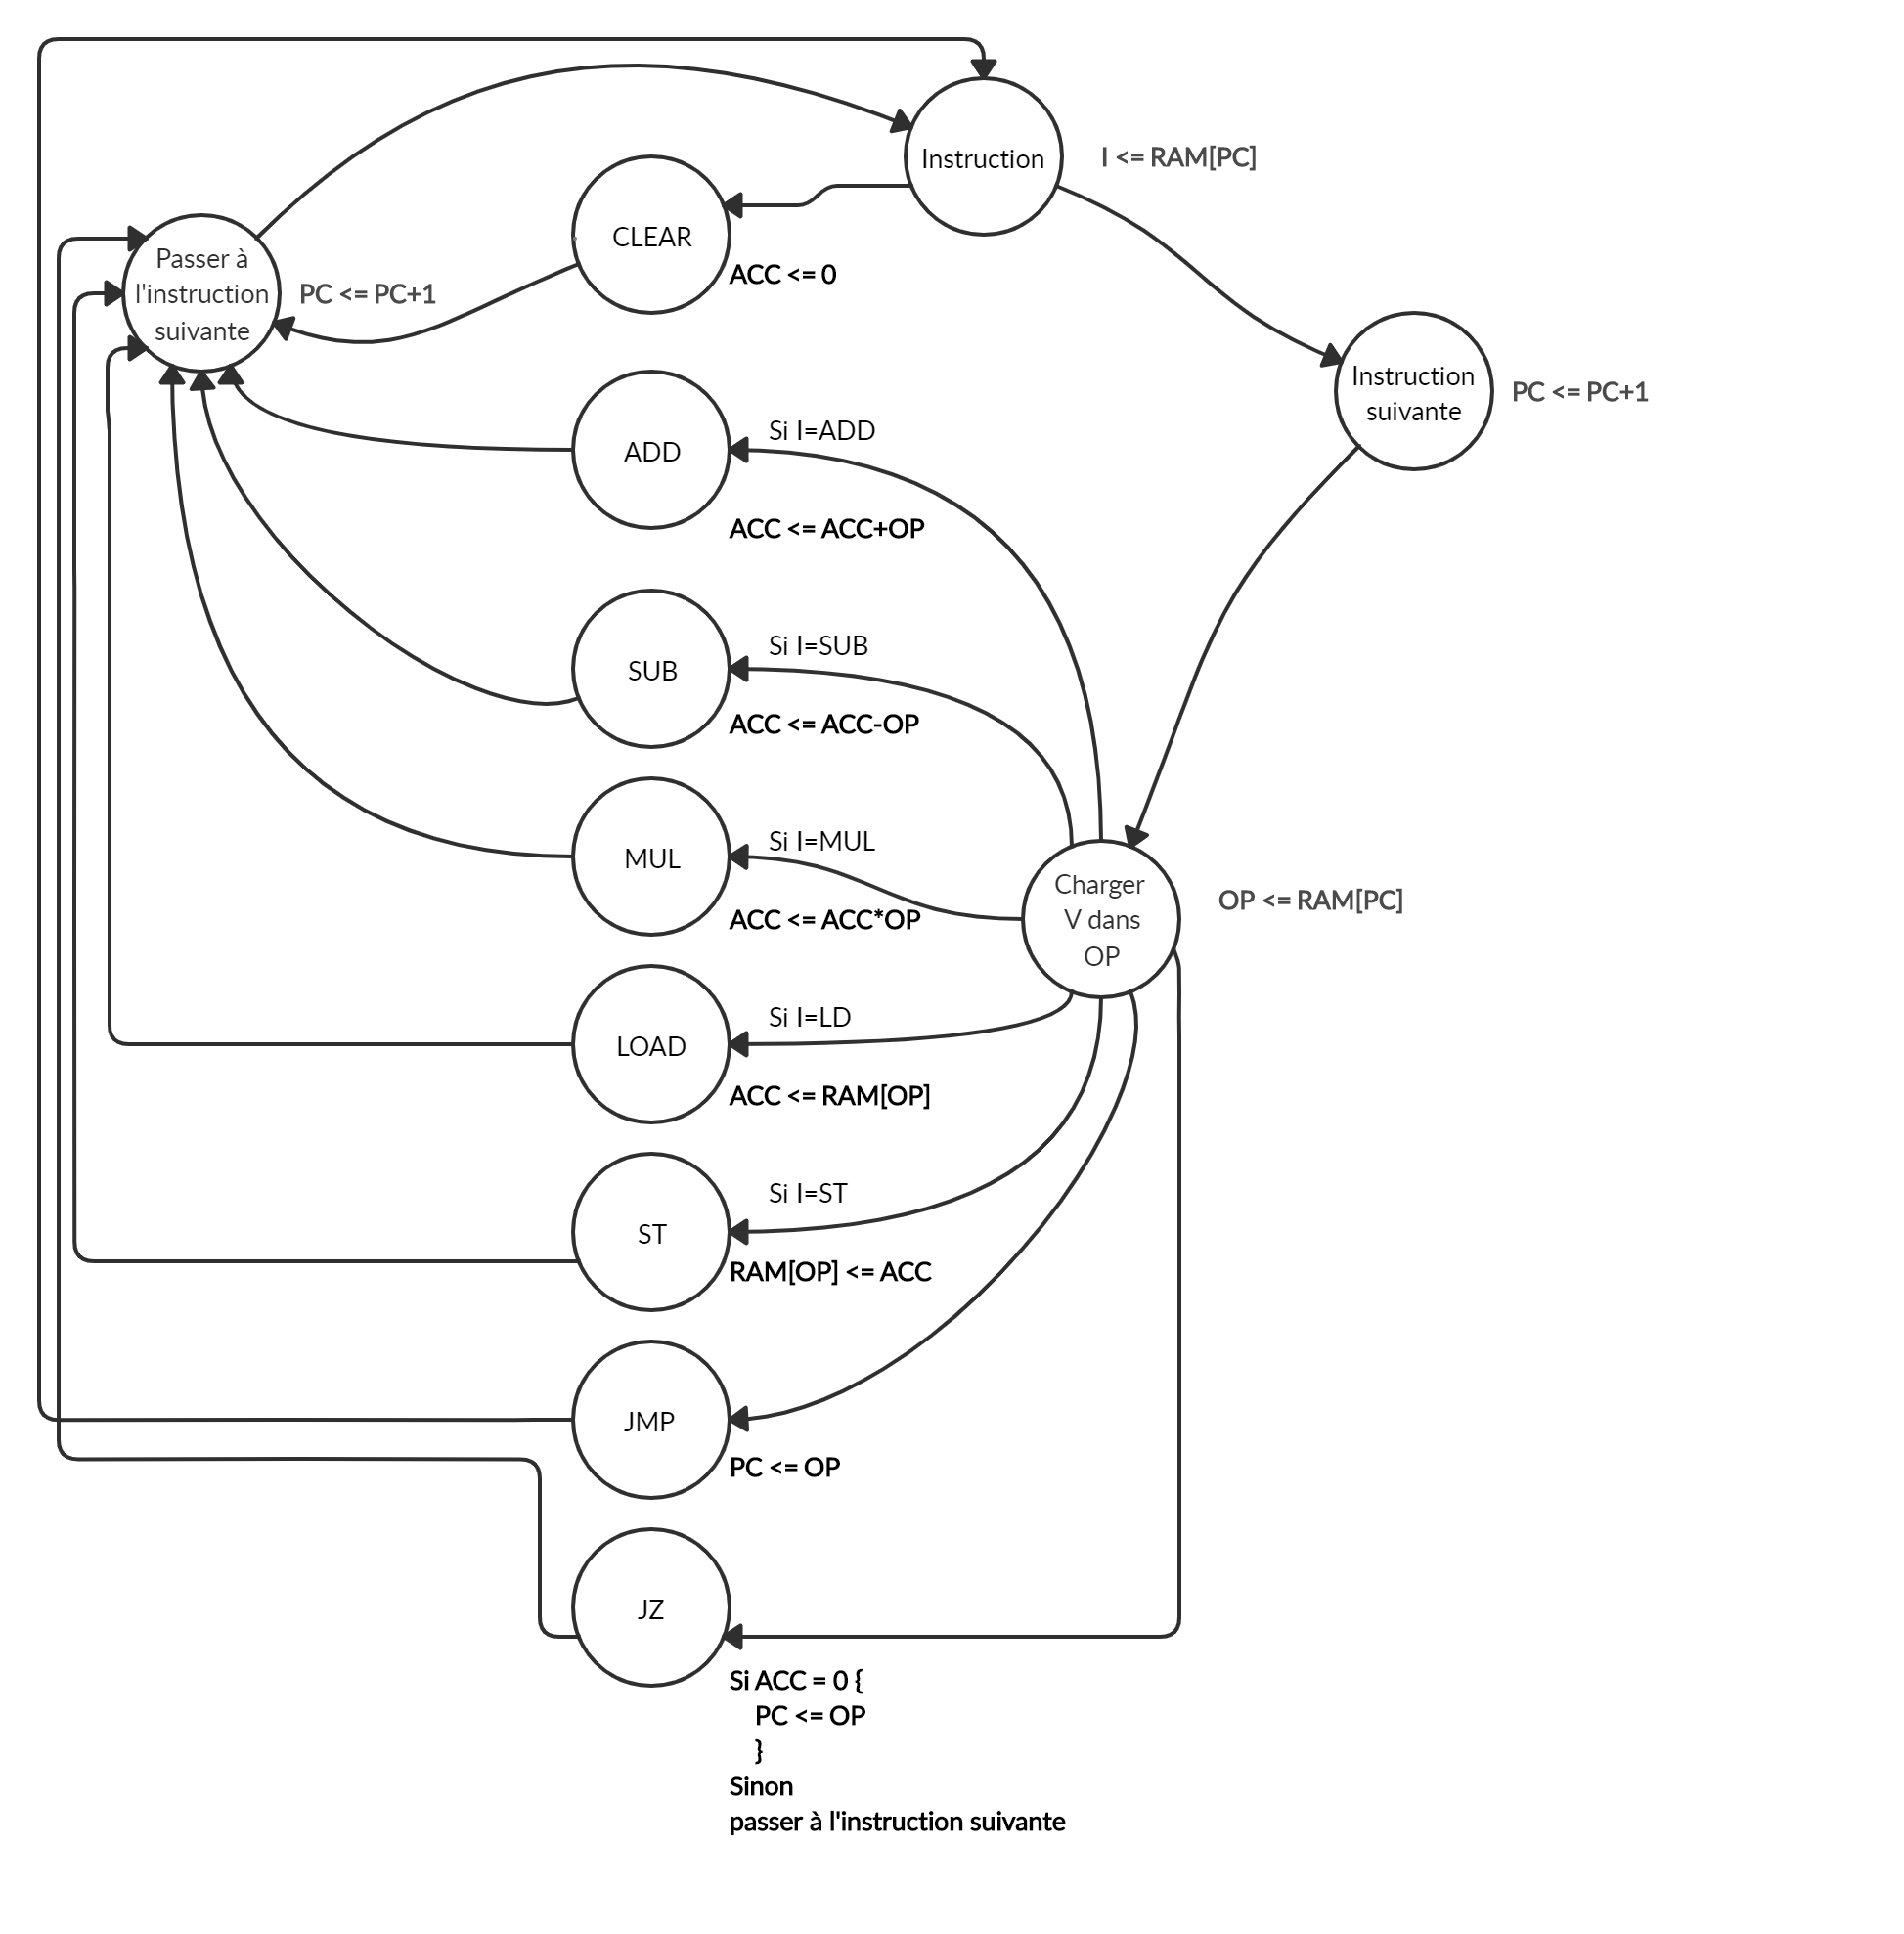 Instruction
I <= RAM[PC]
CLEAR
ACC <= 0
Passer à
l'instruction
suivante
PC <= PC+1
Instruction
suivante
PC <= PC+1
ADD
Si I=ADD
ACC <= ACC+OP
SUB
Si I=SUB
ACC <= ACC-OP
MUL
Si I=MUL
ACC <= ACC*OP
Charger
V dans
OP
OP <= RAM[PC]
LOAD
Si I=LD
ACC <= RAM[OP]
ST
Si I=ST
RAM[OP] <= ACC
JMP
PC <= OP
JZ
Si ACC = 0 {
PC <= OP
}
Sinon
passer à l'instruction suivante